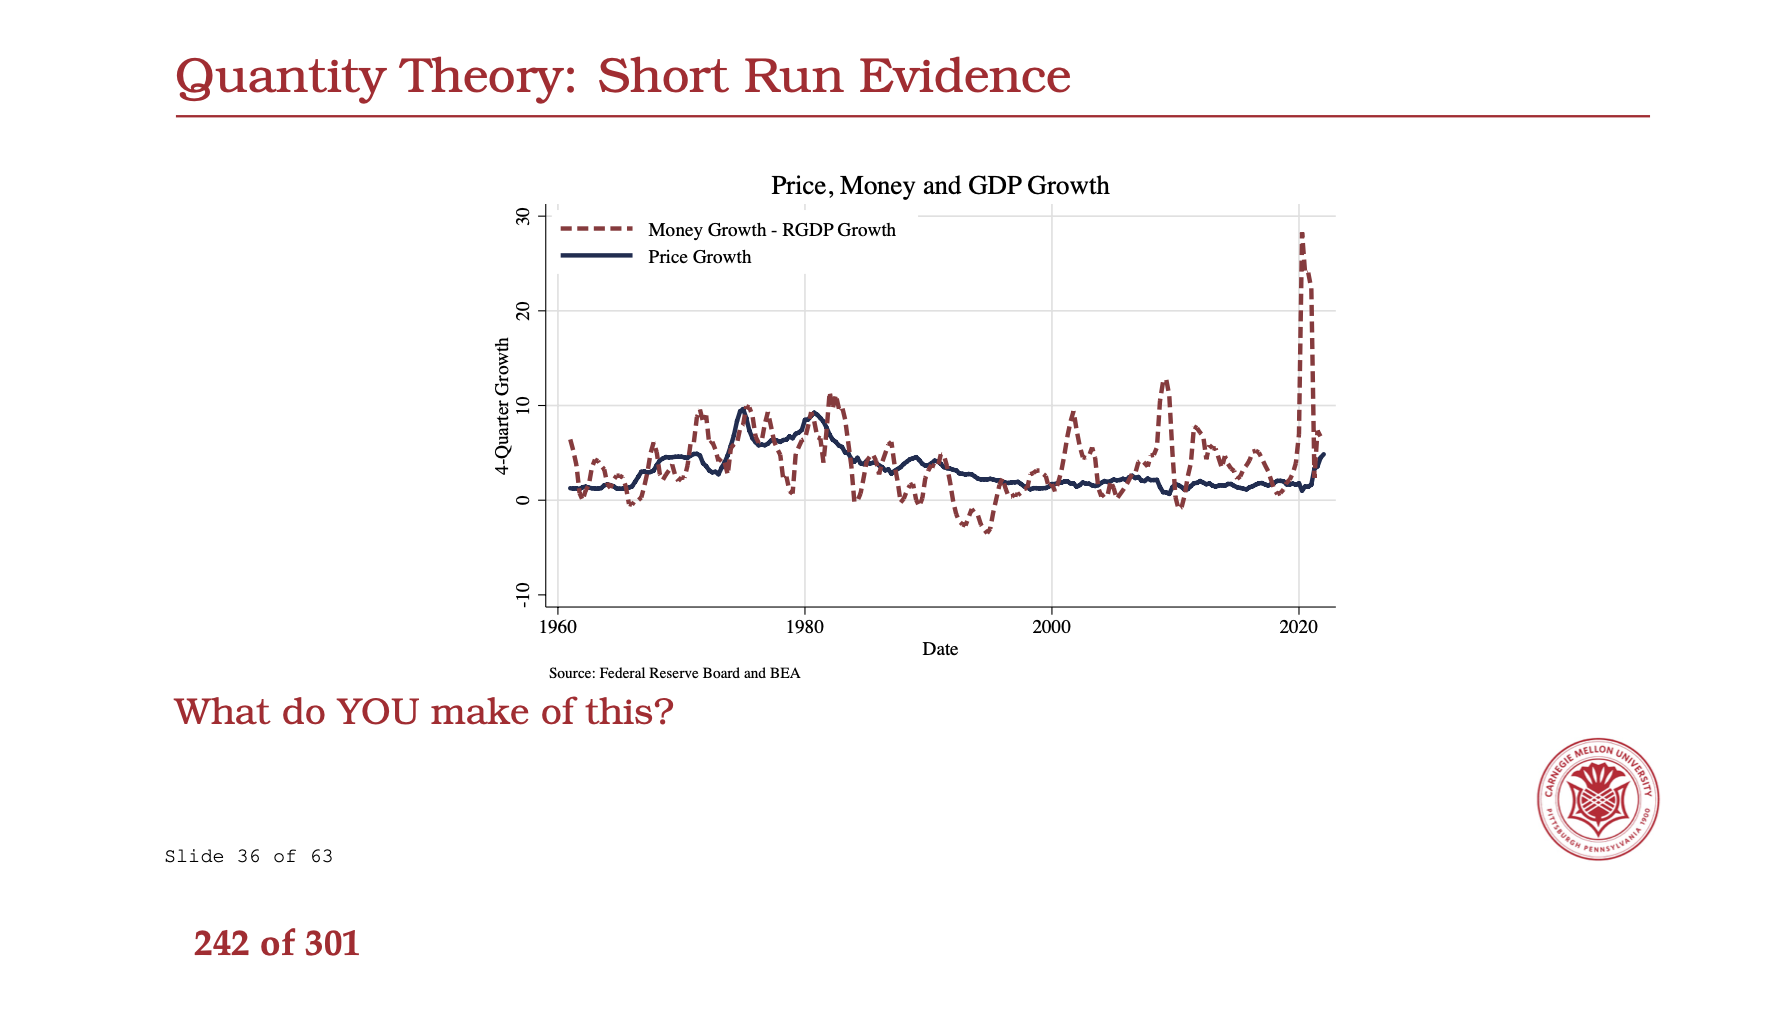 Quantity Theory: Short Run Evidence
Price, Money and GDP Growth
Money Growth - RGDP Growth
Price Growth
4-Quarter Growth
30
20
10
0
-10
1960 1980 2000 2020
Date
Source: Federal Reserve Board and BEA
What do YOU make of this?
CARNEGIE MELLON UNIVERSITY
PITTSBURGH PENNSYLVANIA 1900
Slide 36 of 63
242 of 301